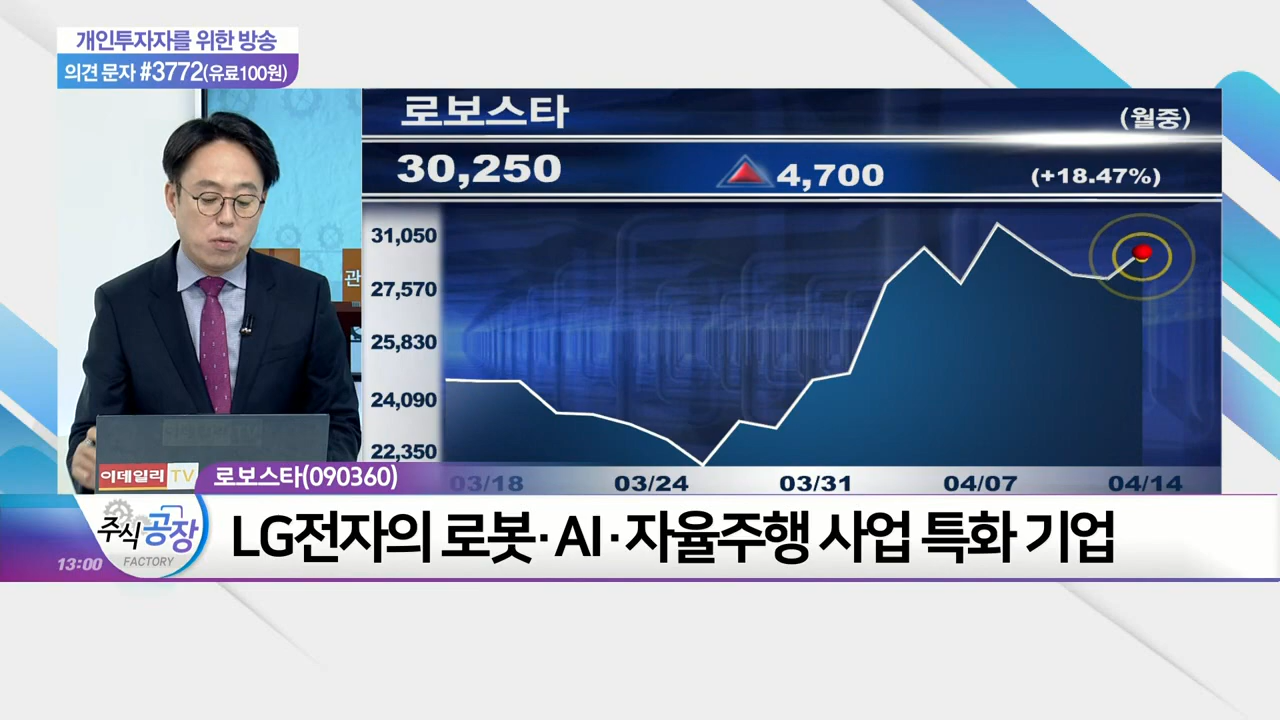 개인투자자를 위한 방송
의견 문자 #3772(유료100원)
로보스타
(월중)
30,250
4,700
(+18.47%)
31,050
27,570
25,830
24,090
22,350
03/18
03/24
03/31
04/07
04/14
관
이데일리 TV
로보스타(090360)
주식공장
FACTORY
13:00
LG전자의 로봇·AI·자율주행 사업 특화 기업